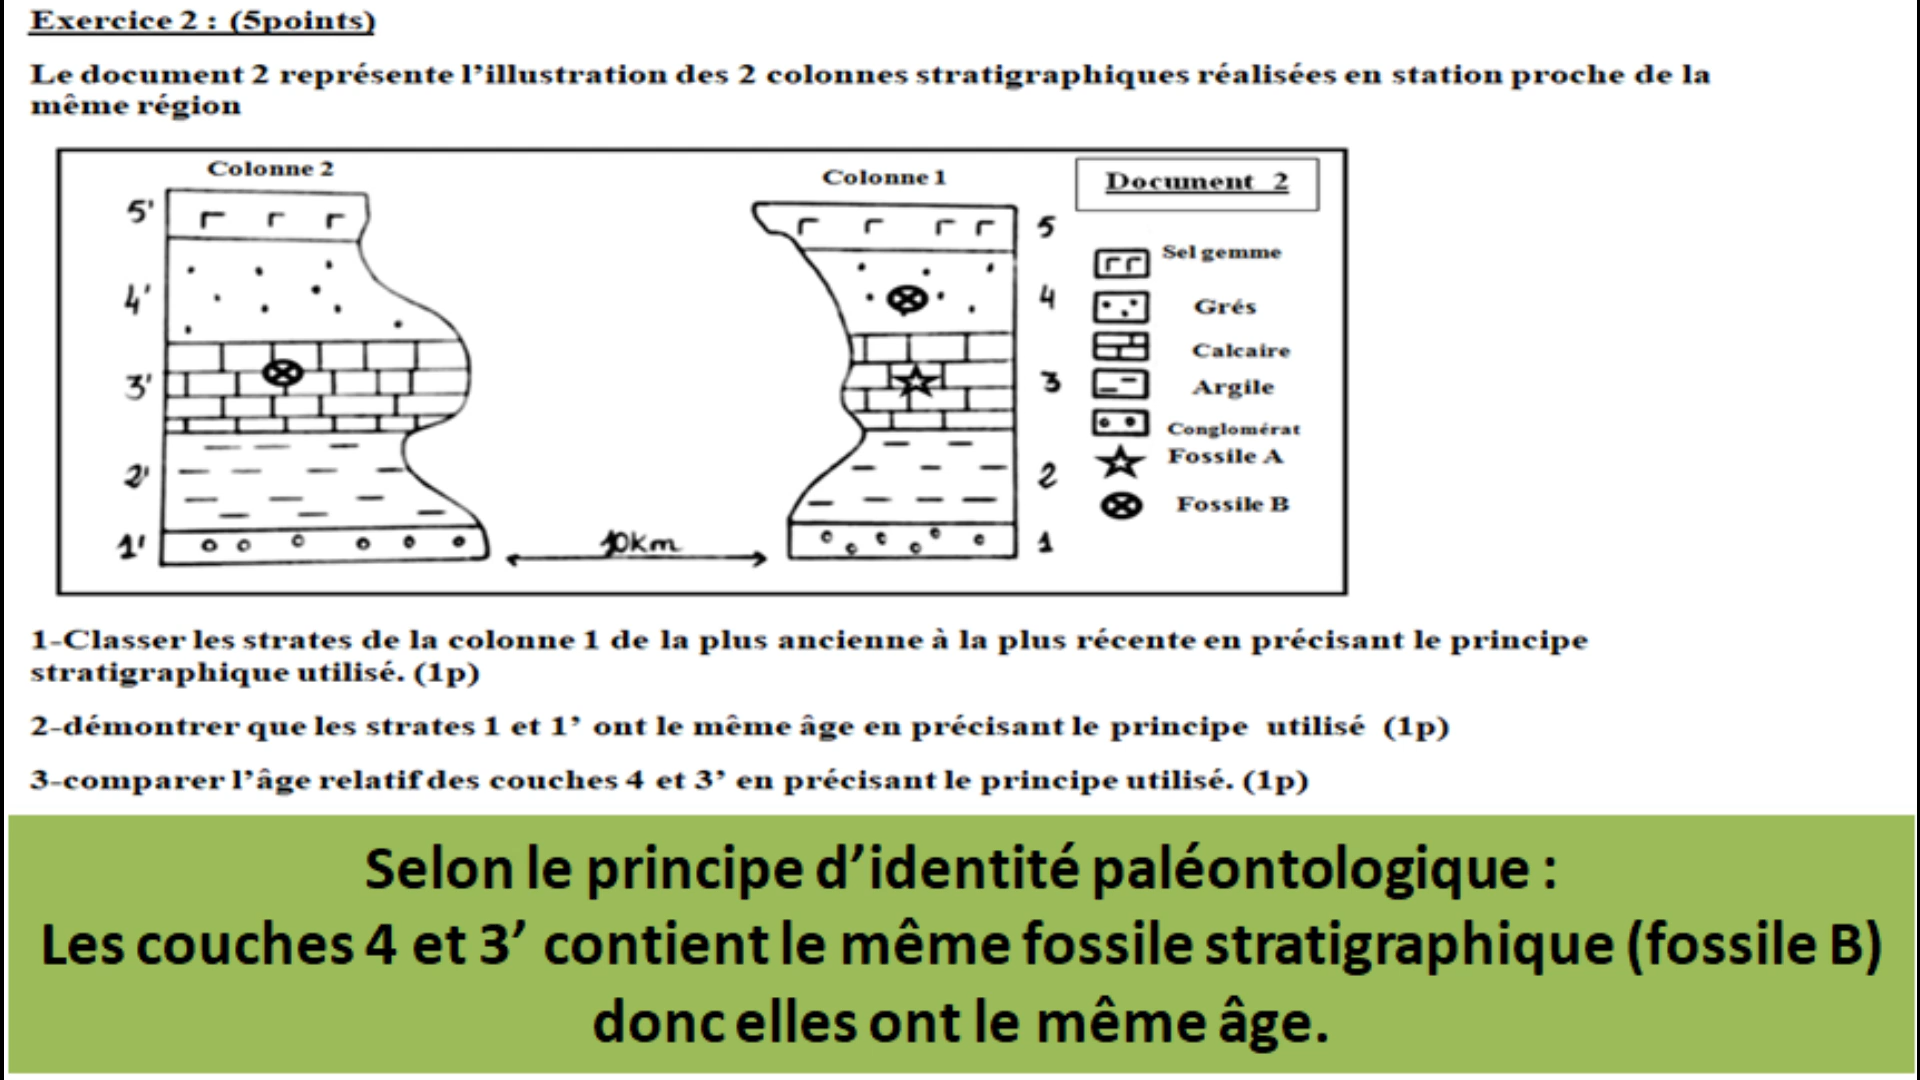 Exercice 2 : (5points)
Le document 2 représente l’illustration des 2 colonnes stratigraphiques réalisées en station proche de la
même région
Colonne 2
Colonne 1
Document 2
5'
4'
3'
2'
1'
10km
5
4
3
2
1
Sel gemme
Grés
Calcaire
Argile
Conglomérat
Fossile A
Fossile B
1-Classer les strates de la colonne 1 de la plus ancienne à la plus récente en précisant le principe
stratigraphique utilisé. (1p)
2-démontrer que les strates 1 et 1’ ont le même âge en précisant le principe utilisé (1p)
3-comparer l’âge relatif des couches 4 et 3’ en précisant le principe utilisé. (1p)
Selon le principe d’identité paléontologique :
Les couches 4 et 3’ contient le même fossile stratigraphique (fossile B)
donc elles ont le même âge.